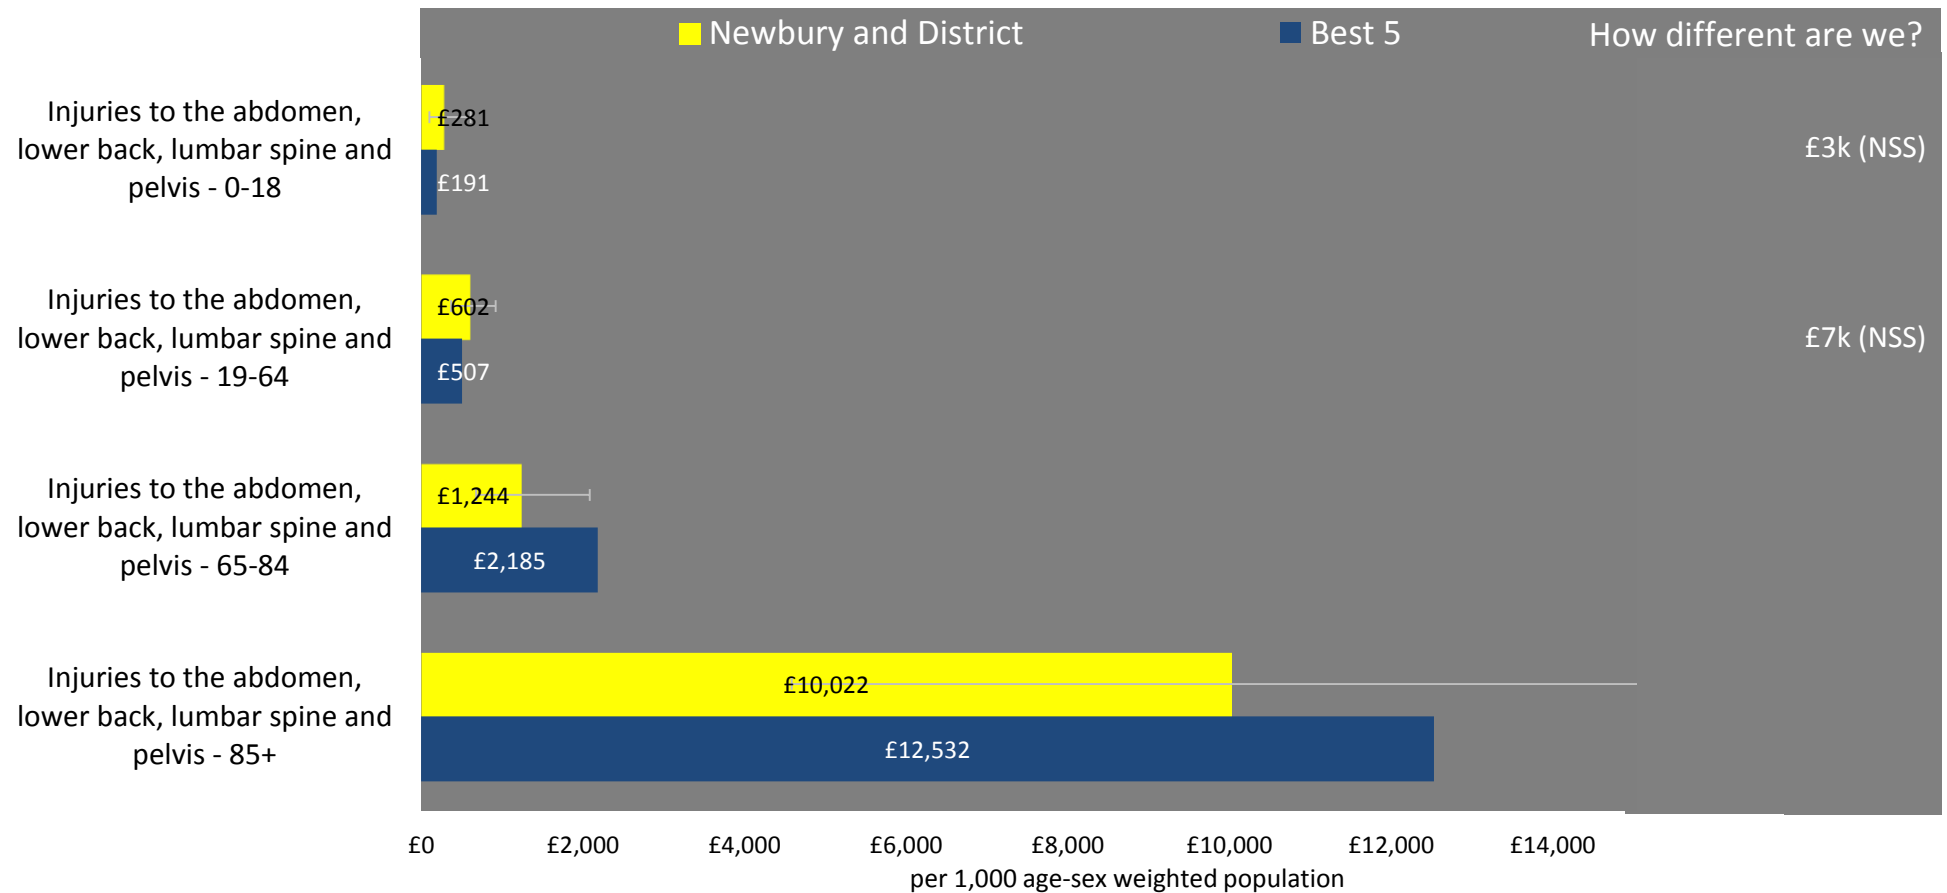 Newbury and District
Best 5
How different are we?
Injuries to the abdomen,
lower back, lumbar spine and
pelvis - 0-18
£281
£191
£3k (NSS)
Injuries to the abdomen,
lower back, lumbar spine and
pelvis - 19-64
£602
£507
£7k (NSS)
Injuries to the abdomen,
lower back, lumbar spine and
pelvis - 65-84
£1,244
£2,185
Injuries to the abdomen,
lower back, lumbar spine and
pelvis - 85+
£10,022
£12,532
£0
£2,000
£4,000
£6,000
£8,000
£10,000
£12,000
£14,000
per 1,000 age-sex weighted population